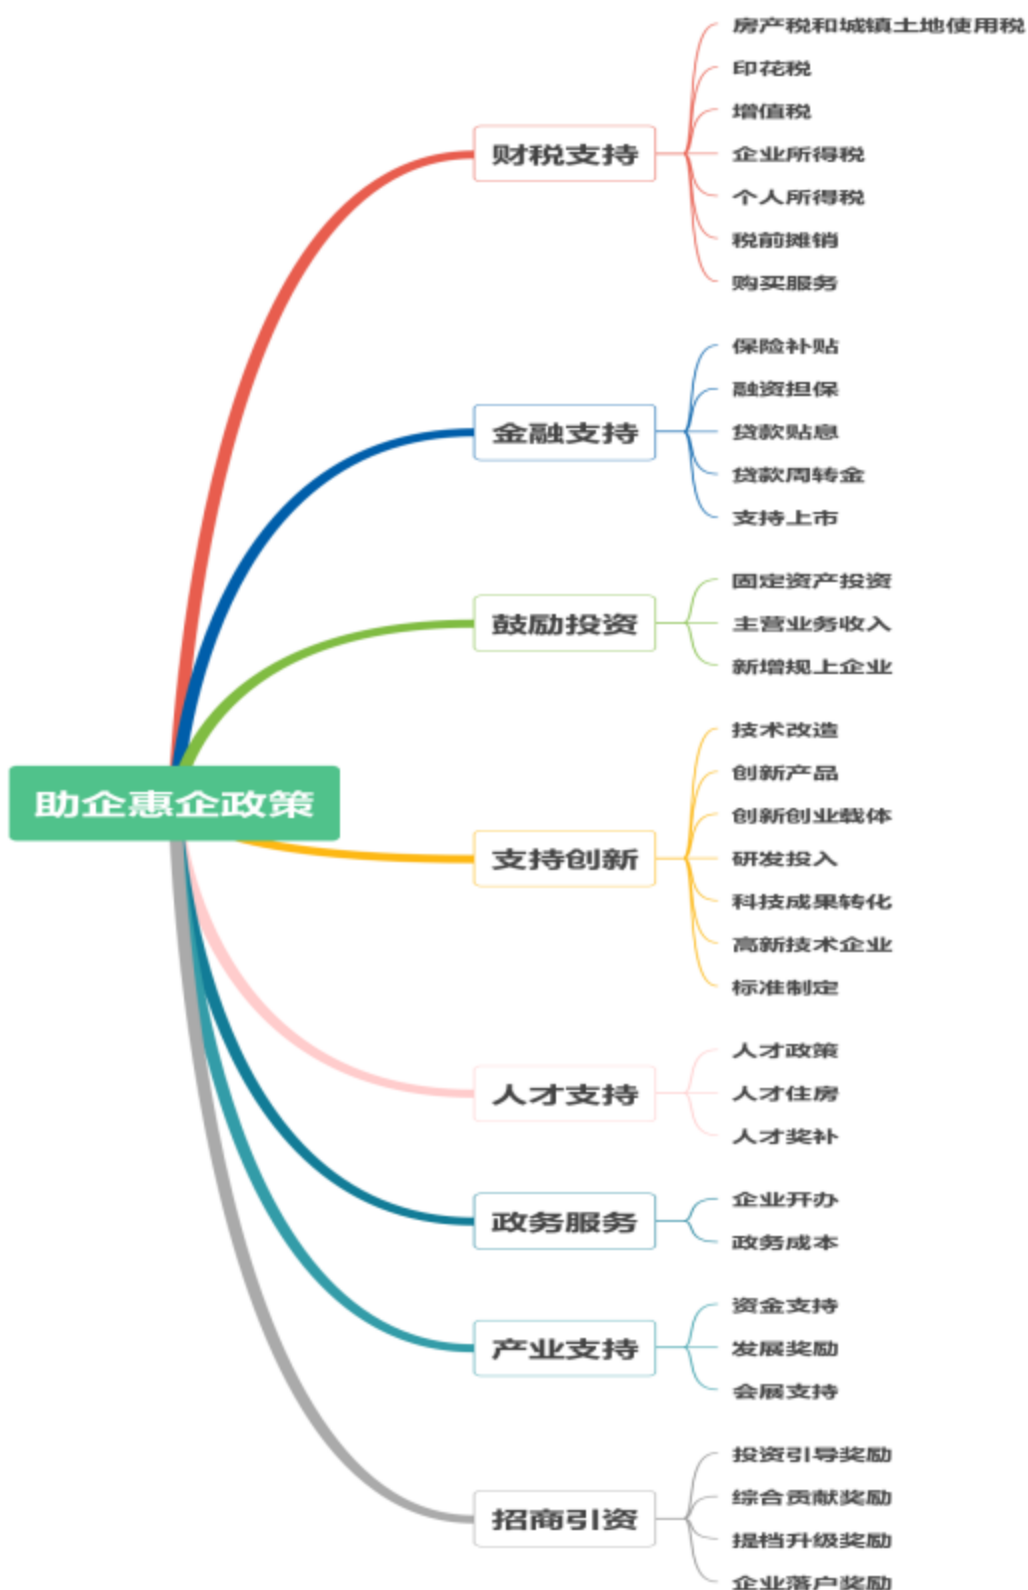 助企惠企政策
财税支持
房产税和城镇土地使用税
印花税
增值税
企业所得税
个人所得税
税前摊销
购买服务
金融支持
保险补贴
融资担保
贷款贴息
贷款周转金
支持上市
鼓励投资
固定资产投资
主营业务收入
新增规上企业
支持创新
技术改造
创新产品
创新创业载体
研发投入
科技成果转化
高新技术企业
标准制定
人才支持
人才政策
人才住房
人才奖补
政务服务
企业开办
政务成本
产业支持
资金支持
发展奖励
会展支持
招商引资
投资引导奖励
综合贡献奖励
提档升级奖励
企业落户奖励